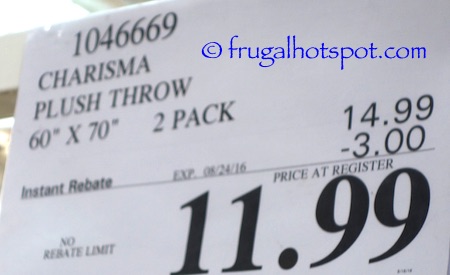 1046669
© frugalhotspot.com
CHARISMA
PLUSH THROW
60" X 70" 2 PACK
14.99
-3.00
Instant Rebate EXP. 08/24/16 PRICE AT REGISTER
11.99
NO
REBATE LIMIT